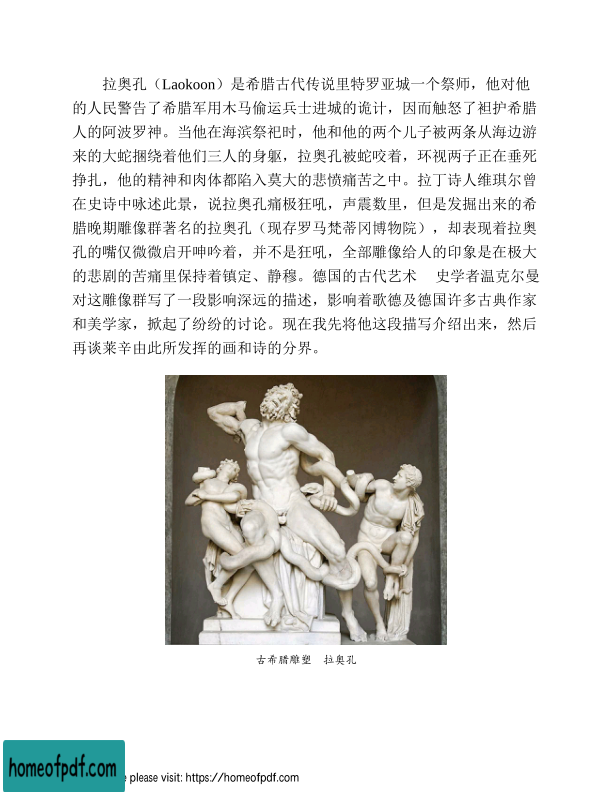 拉奥孔（Laokoon）是希腊古代传说里特罗亚城一个祭师，他对他
的人民警告了希腊军用木马偷运兵士进城的诡计，因而触怒了袒护希腊
人的阿波罗神。当他在海滨祭祀时，他和他的两个儿子被两条从海边游
来的大蛇捆绕着他们三人的身躯，拉奥孔被蛇咬着，环视两子正在垂死
挣扎，他的精神和肉体都陷入莫大的悲愤痛苦之中。拉丁诗人维琪尔曾
在史诗中咏述此景，说拉奥孔痛极狂吼，声震数里，但是发掘出来的希
腊晚期雕像群著名的拉奥孔（现存罗马梵蒂冈博物院），却表现着拉奥
孔的嘴仅微微启开呻吟着，并不是狂吼，全部雕像给人的印象是在极大
的悲剧的苦痛里保持着镇定、静穆。德国的古代艺术 史学者温克尔曼
对这雕像群写了一段影响深远的描述，影响着歌德及德国许多古典作家
和美学家，掀起了纷纷的讨论。现在我先将他这段描写介绍出来，然后
再谈莱辛由此所发挥的画和诗的分界。
古希腊雕塑 拉奥孔
homeofpdf.com
e please visit: https://homeofpdf.com